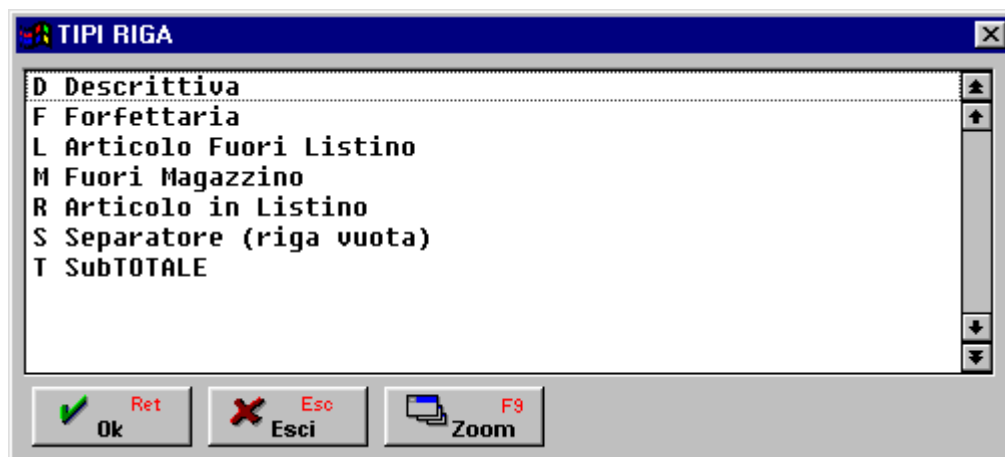 TIPI RIGA
D Descrittiva
F Forfettaria
L Articolo Fuori Listino
M Fuori Magazzino
R Articolo in Listino
S Separatore (riga vuota)
T SubTOTALE
Ret
Ok
Esc
Esci
F9
Zoom